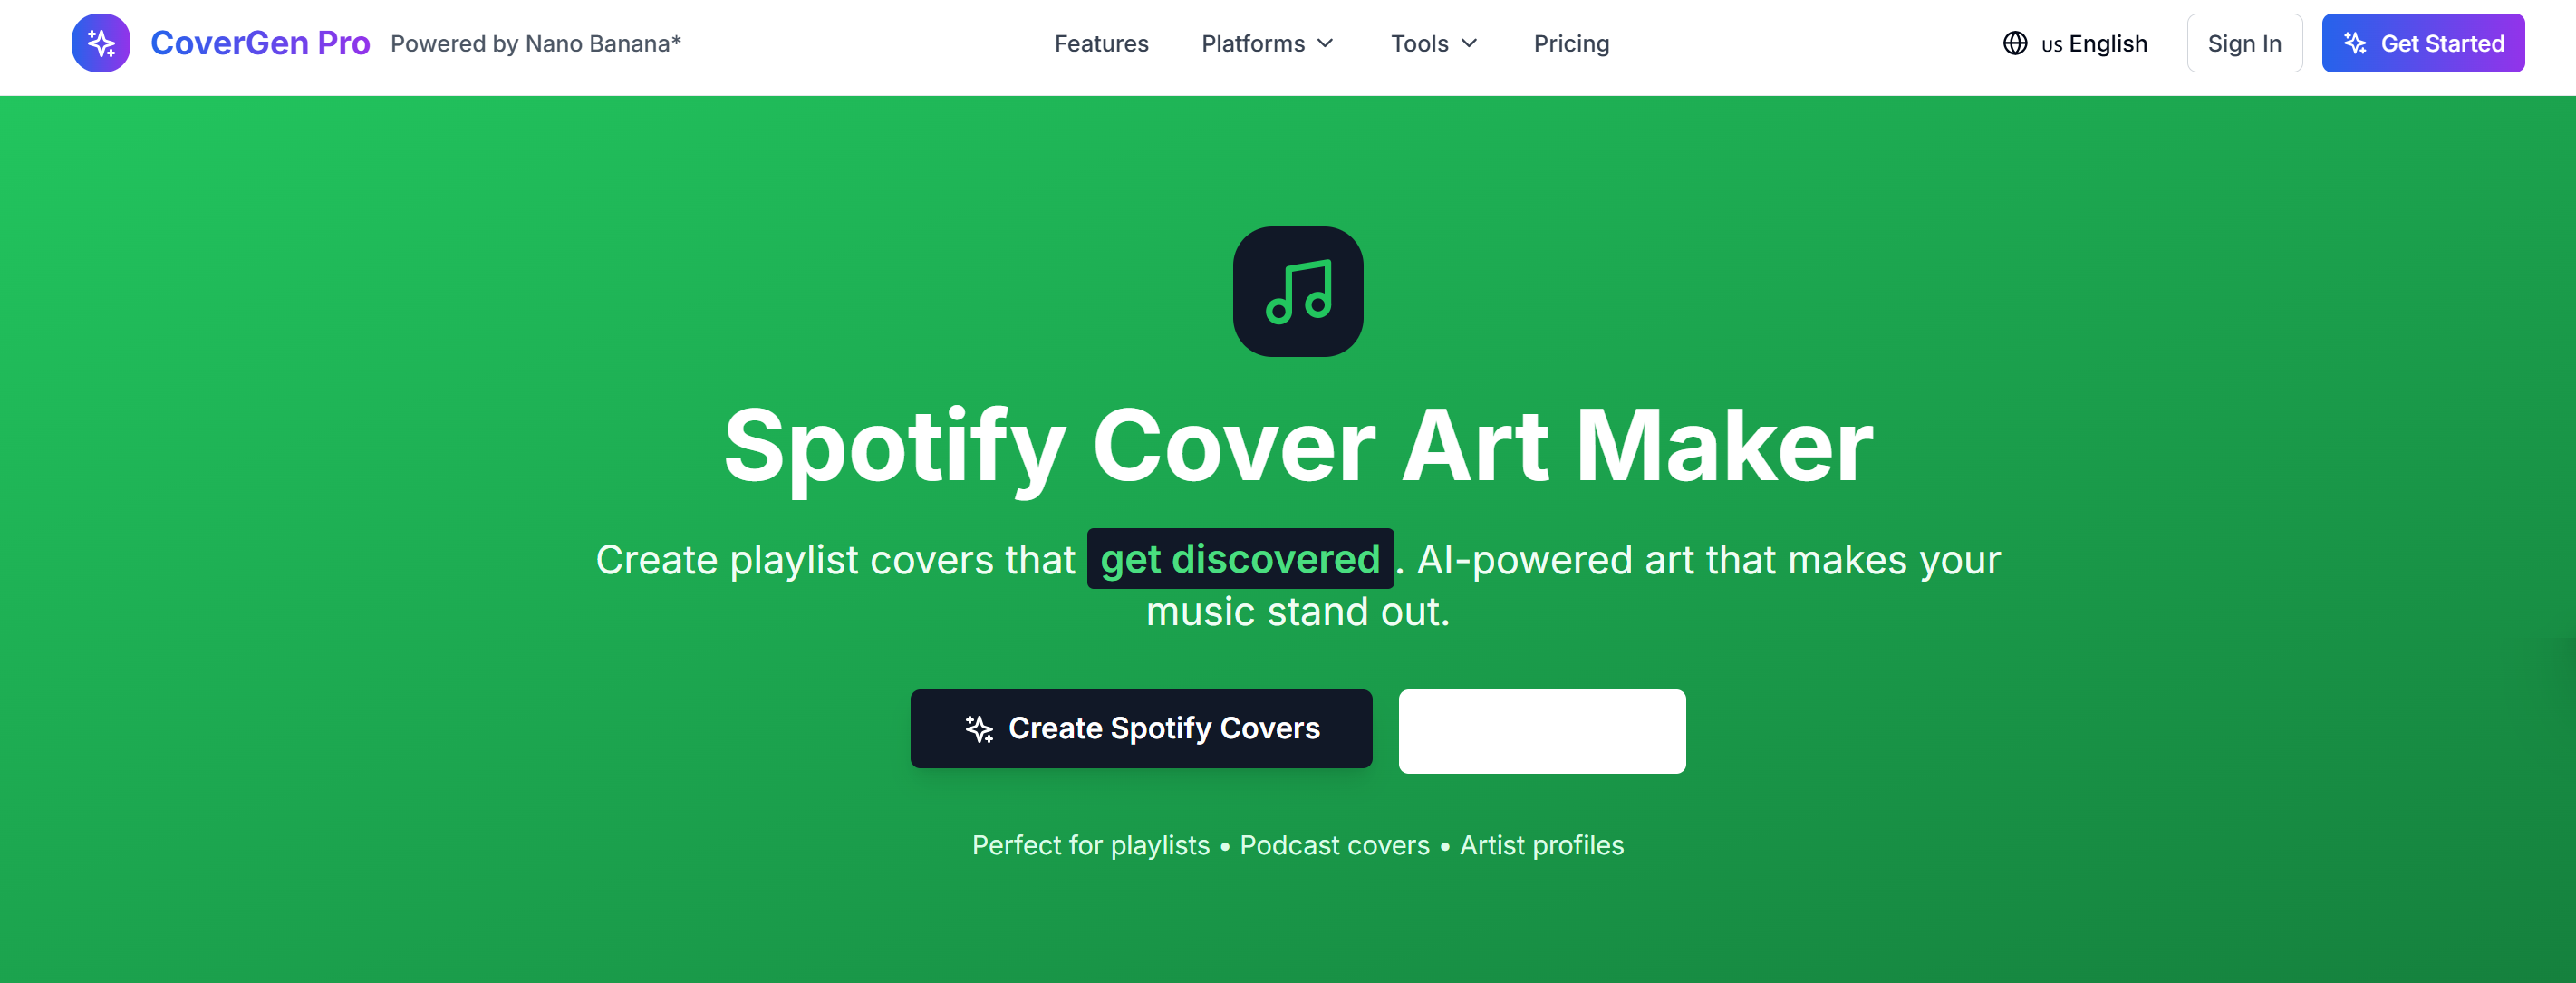 CoverGen Pro Powered by Nano Banana* Features Platforms Tools Pricing US English Sign In Get Started
Spotify Cover Art Maker
Create playlist covers that get discovered. AI-powered art that makes your
music stand out.
Create Spotify Covers
Perfect for playlists • Podcast covers • Artist profiles